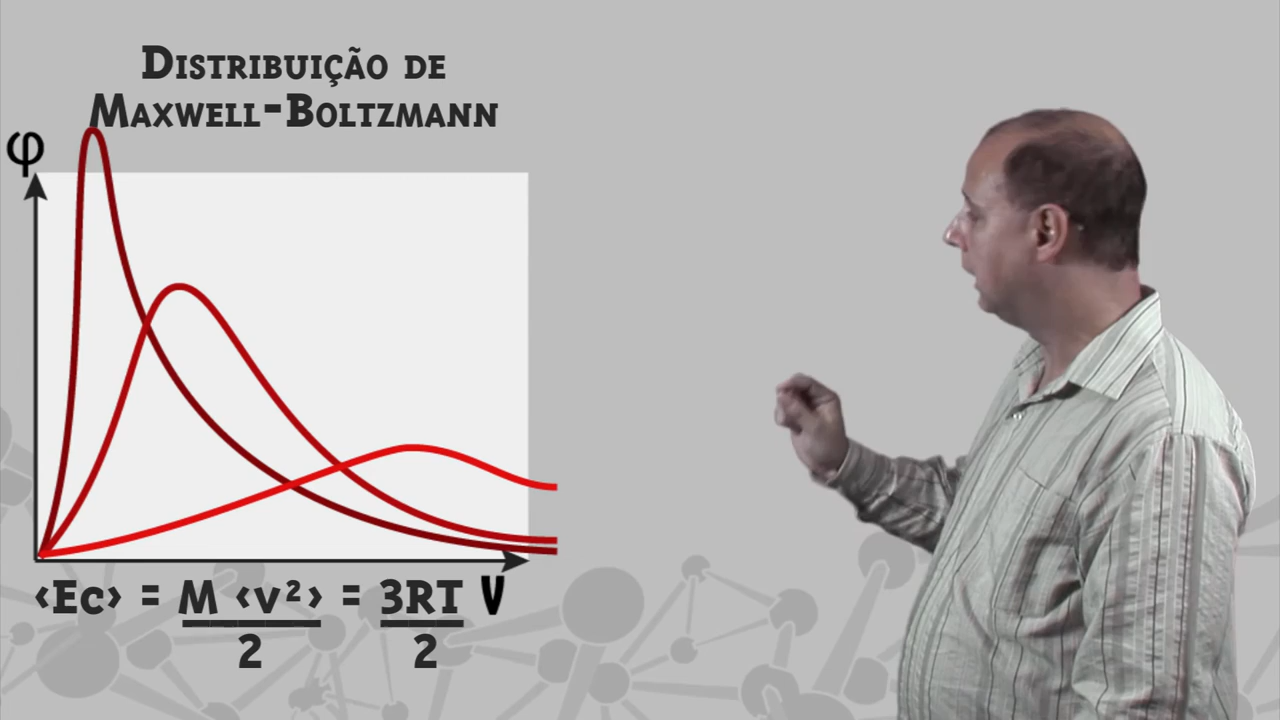 Distribuição de
Maxwell-Boltzmann
φ
‹Ec› = M ‹v²› = 3RT V
2 2